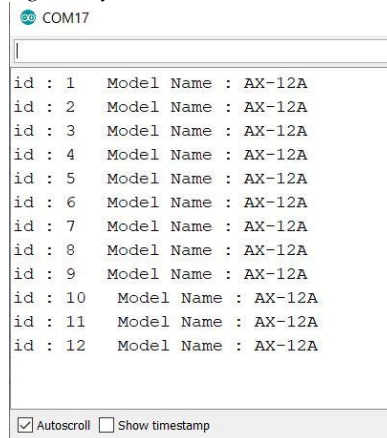 COM17
id : 1   Model Name : AX-12A
id : 2   Model Name : AX-12A
id : 3   Model Name : AX-12A
id : 4   Model Name : AX-12A
id : 5   Model Name : AX-12A
id : 6   Model Name : AX-12A
id : 7   Model Name : AX-12A
id : 8   Model Name : AX-12A
id : 9   Model Name : AX-12A
id : 10   Model Name : AX-12A
id : 11   Model Name : AX-12A
id : 12   Model Name : AX-12A
Autoscroll Show timestamp